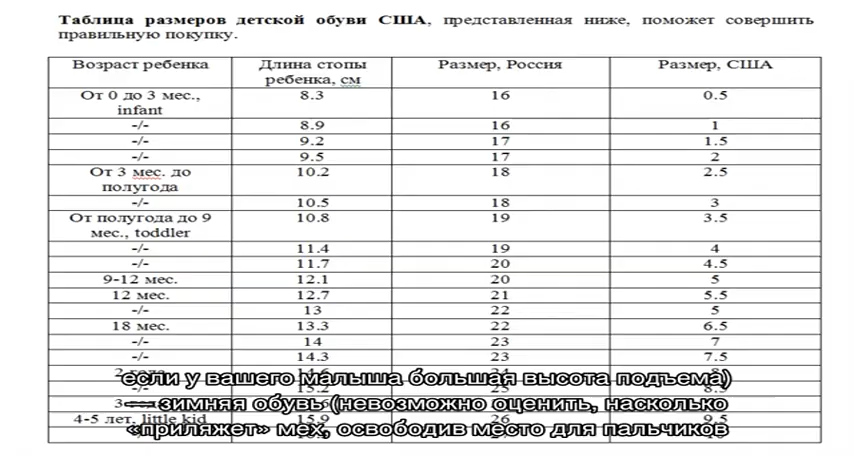 Таблица размеров детской обуви США, представленная ниже, поможет совершить
правильную покупку.
Возраст ребенка Длина стопы ребенка, см Размер, Россия Размер, США
От 0 до 3 мес., infant 8.3 16 0.5
-/- 8.9 16 1
-/- 9.2 17 1.5
-/- 9.5 17 2
От 3 мес. до полугода 10.2 18 2.5
-/- 10.5 18 3
От полугода до 9 мес., toddler 10.8 19 3.5
-/- 11.4 19 4
-/- 11.7 20 4.5
9-12 мес. 12.1 20 5
12 мес. 12.7 21 5.5
-/- 13 22 5
18 мес. 13.3 22 6.5
-/- 14 23 7
-/- 14.3 23 7.5
4-5 лет, little kid 15.9 26 9.5
если у вашего малыша большая высота подъема)
— зимняя обувь (невозможно оценить, насколько
«приляжет» мех, освободив место для пальчиков